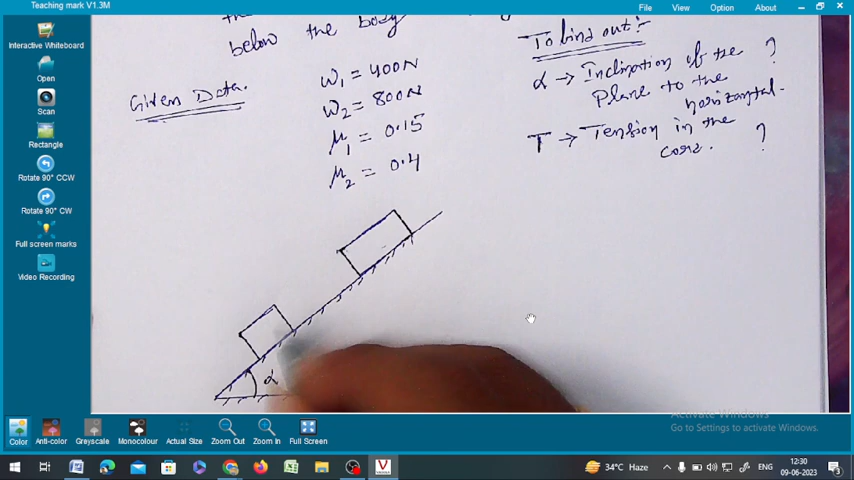 Teaching mark V1.3M
File View Option About
Interactive Whiteboard
Open
Scan
Rectangle
Rotate 90° CCW
Rotate 90° CW
Full screen marks
Video Recording
below the body
Given Data.
W₁ = 400N
W₂ = 800N
μ₁ = 0.15
μ₂ = 0.4
To find out:-
α → Inclination of the
Plane to the ?
horizontal.
T → Tension in the
cord. ?
α
Activate Windows
Go to Settings to activate Windows.
Color
Anti-color
Greyscale
Monocolour
Actual Size
Zoom Out
Zoom In
Full Screen
34°C Haze
ENG
12:30
09-06-2023